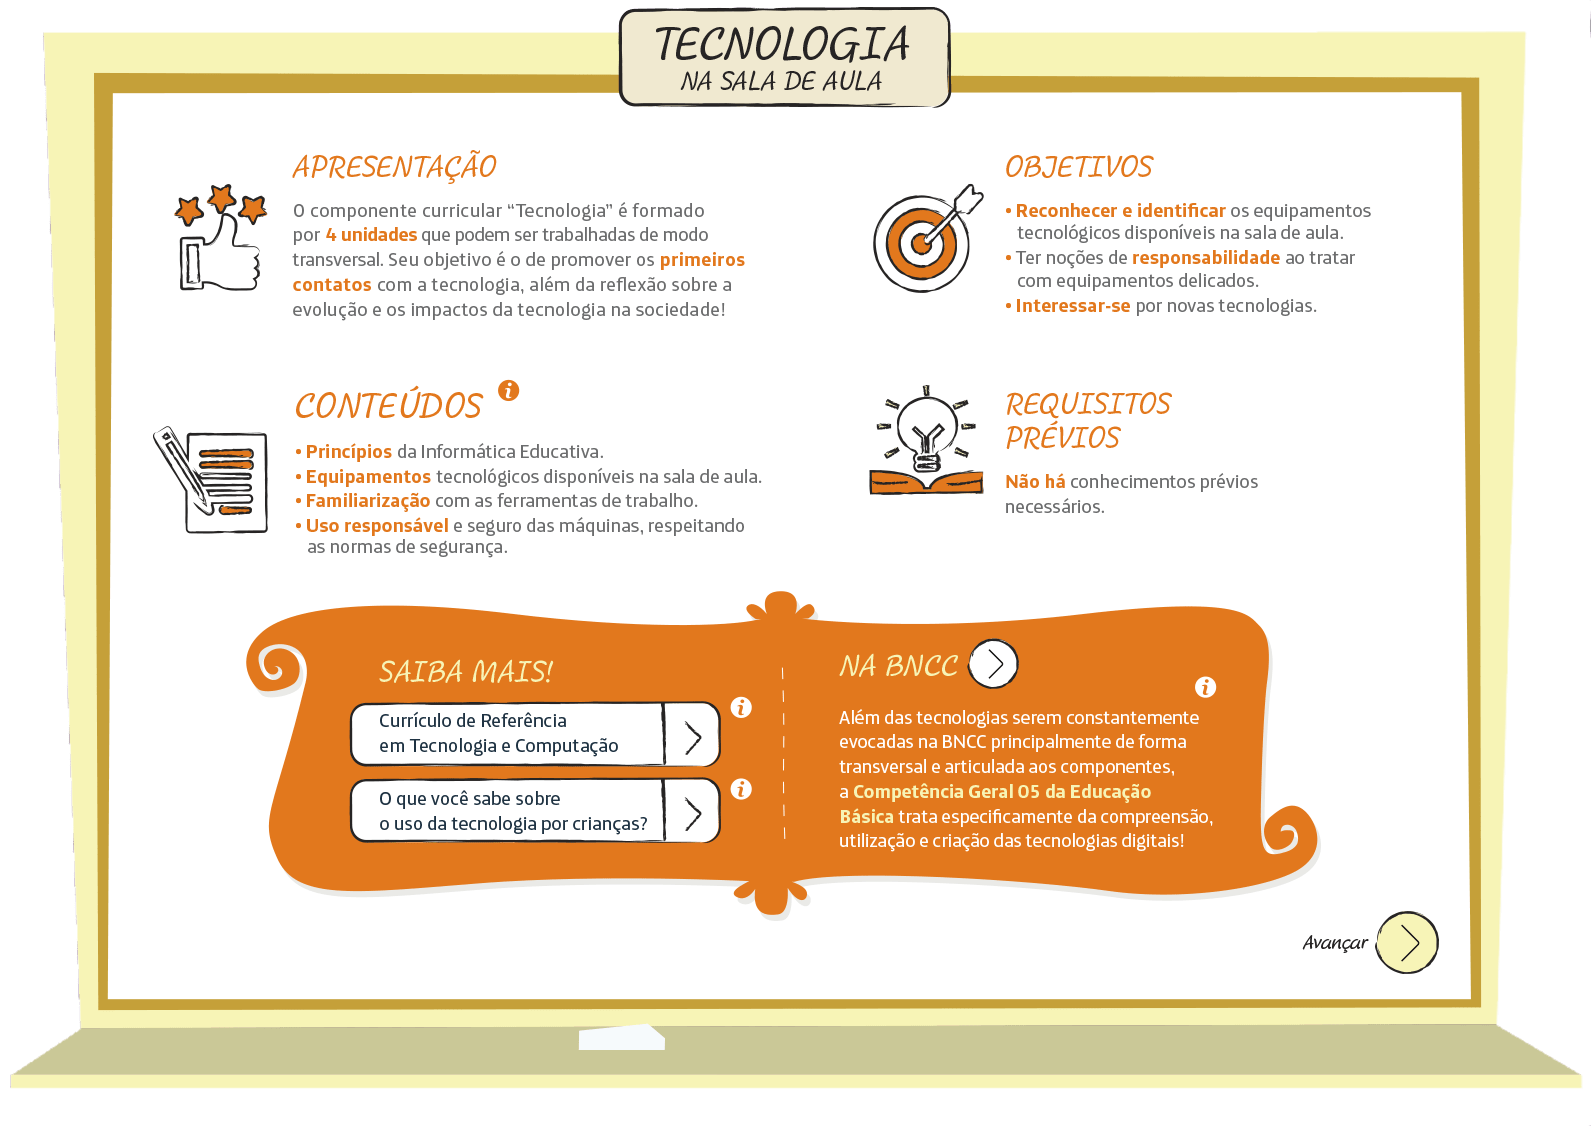 TECNOLOGIA
NA SALA DE AULA
APRESENTAÇÃO
O componente curricular “Tecnologia” é formado
por 4 unidades que podem ser trabalhadas de modo
transversal. Seu objetivo é o de promover os primeiros
contatos com a tecnologia, além da reflexão sobre a
evolução e os impactos da tecnologia na sociedade!
OBJETIVOS
• Reconhecer e identificar os equipamentos
tecnológicos disponíveis na sala de aula.
• Ter noções de responsabilidade ao tratar
com equipamentos delicados.
• Interessar-se por novas tecnologias.
CONTEÚDOS i
• Princípios da Informática Educativa.
• Equipamentos tecnológicos disponíveis na sala de aula.
• Familiarização com as ferramentas de trabalho.
• Uso responsável e seguro das máquinas, respeitando
as normas de segurança.
REQUISITOS
PRÉVIOS
Não há conhecimentos prévios
necessários.
SAIBA MAIS!
Currículo de Referência
em Tecnologia e Computação
i
O que você sabe sobre
o uso da tecnologia por crianças?
i
NA BNCC
i
Além das tecnologias serem constantemente
evocadas na BNCC principalmente de forma
transversal e articulada aos componentes,
a Competência Geral 05 da Educação
Básica trata especificamente da compreensão,
utilização e criação das tecnologias digitais!
Avançar